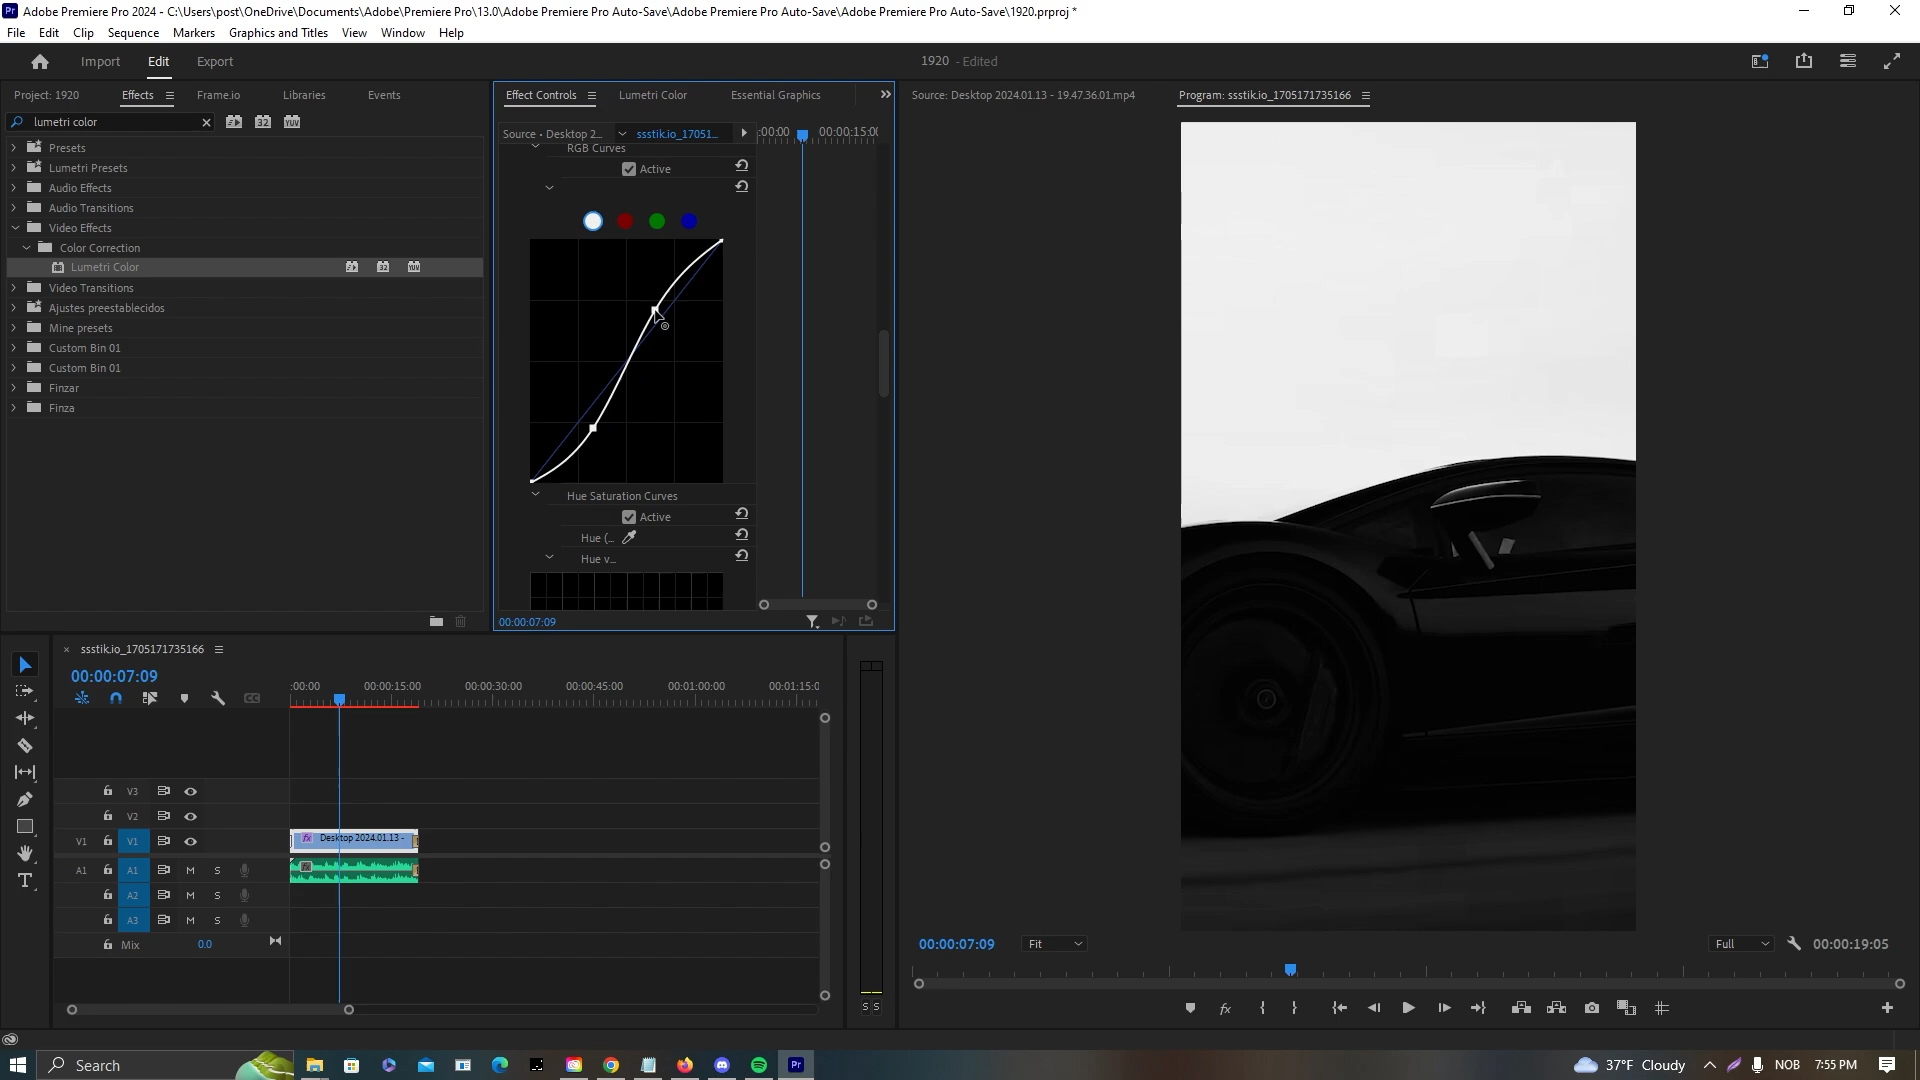 Adobe Premiere Pro 2024 - C:\Users\post\OneDrive\Documents\Adobe\Premiere Pro\13.0\Adobe Premiere Pro Auto-Save\Adobe Premiere Pro Auto-Save\Adobe Premiere Pro Auto-Save\1920.prproj *
File Edit Clip Sequence Markers Graphics and Titles View Window Help
Import Edit Export 1920 - Edited
Project: 1920 Effects Frame.io Libraries Events
lumetri color
Presets
Lumetri Presets
Audio Effects
Audio Transitions
Video Effects
Color Correction
Lumetri Color
Video Transitions
Ajustes preestablecidos
Mine presets
Custom Bin 01
Custom Bin 01
Finzar
Finza
Effect Controls Lumetri Color Essential Graphics
Source • Desktop 2... ssstik.io_17051... :00:00 00:00:15:0
RGB Curves
Active
Hue Saturation Curves
Active
Hue (...
Hue v...
00:00:07:09
Source: Desktop 2024.01.13 - 19.47.36.01.mp4 Program: ssstik.io_1705171735166
00:00:07:09 Fit Full 00:00:19:05
ssstik.io_1705171735166
00:00:07:09
:00:00 00:00:15:00 00:00:30:00 00:00:45:00 00:01:00:00 00:01:15:0
V3
V2
V1 V1 fx Desktop 2024.01.13 -
A1 A1 M S
A2 M S
A3 M S
Mix 0.0
S S
Search 37°F Cloudy NOB 7:55 PM